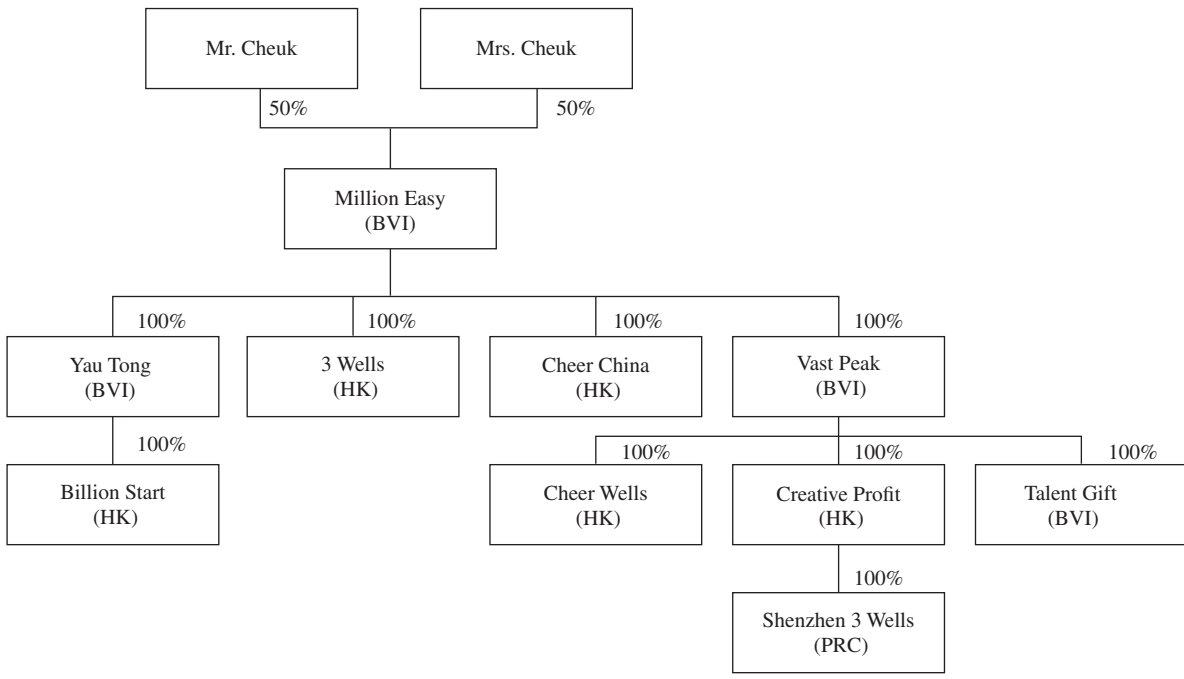 Mr. Cheuk
Mrs. Cheuk
50%
50%
Million Easy
(BVI)
100%
100%
100%
100%
Yau Tong
(BVI)
3 Wells
(HK)
Cheer China
(HK)
Vast Peak
(BVI)
100%
100%
100%
100%
Billion Start
(HK)
Cheer Wells
(HK)
Creative Profit
(HK)
Talent Gift
(BVI)
100%
Shenzhen 3 Wells
(PRC)